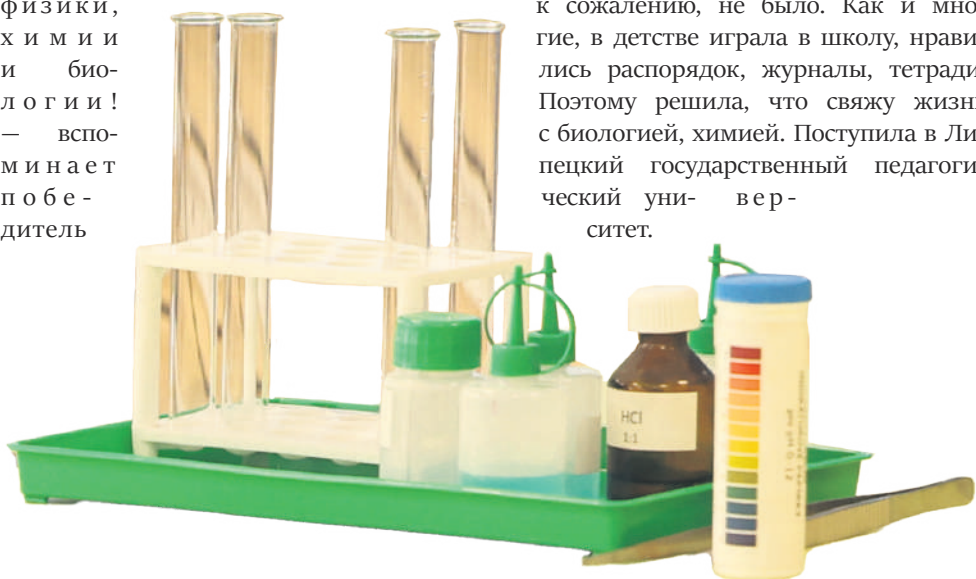 физики,
химии
и био-
логии!
— вспо-
минает
побе-
дитель
к сожалению, не было. Как и мно-
гие, в детстве играла в школу, нрави-
лись распорядок, журналы, тетради
Поэтому решила, что свяжу жизнь
с биологией, химией. Поступила в Ли-
пецкий государственный педагоги-
ческий уни- вер-
ситет.
HCl
1:1